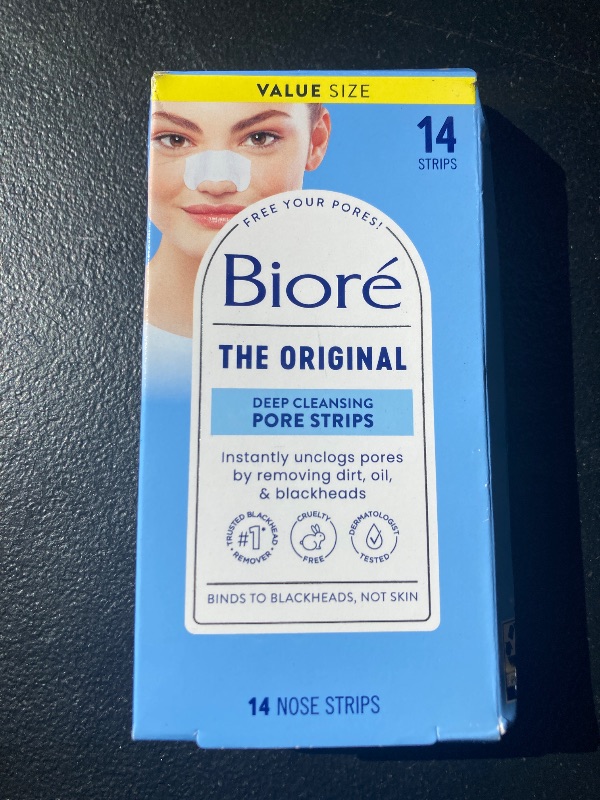 VALUE SIZE
14
STRIPS
FREE YOUR PORES!
Bioré
THE ORIGINAL
DEEP CLEANSING
PORE STRIPS
Instantly unclogs pores
by removing dirt, oil,
& blackheads
TRUSTED BLACKHEAD
#1*
REMOVER
CRUELTY
FREE
DERMATOLOGIST
TESTED
BINDS TO BLACKHEADS, NOT SKIN
14 NOSE STRIPS